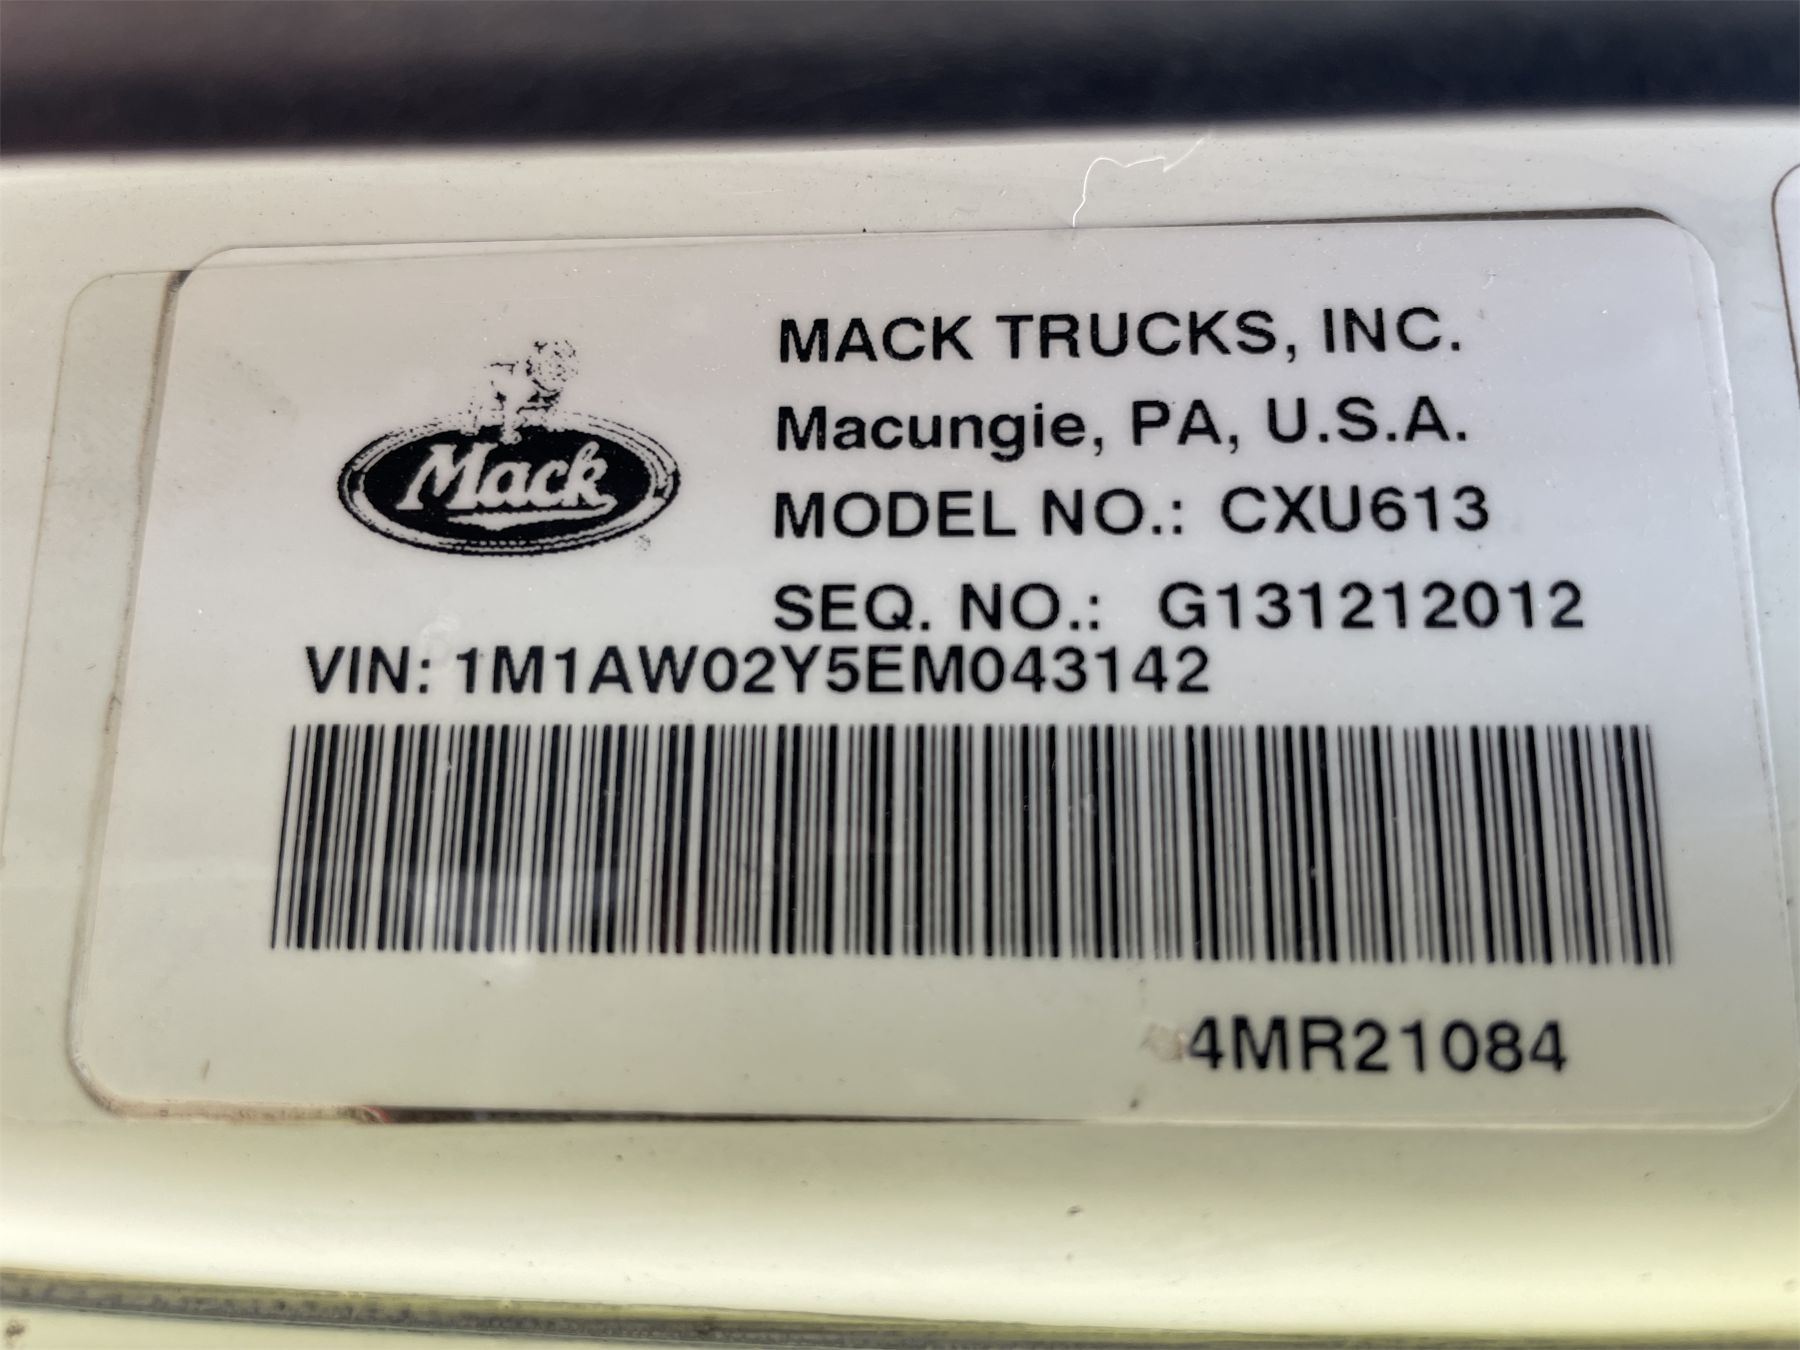 MACK TRUCKS, INC.
Macungie, PA, U.S.A.
Mack
MODEL NO.: CXU613
SEQ. NO.: G131212012
VIN: 1M1AW02Y5EM043142
4MR21084